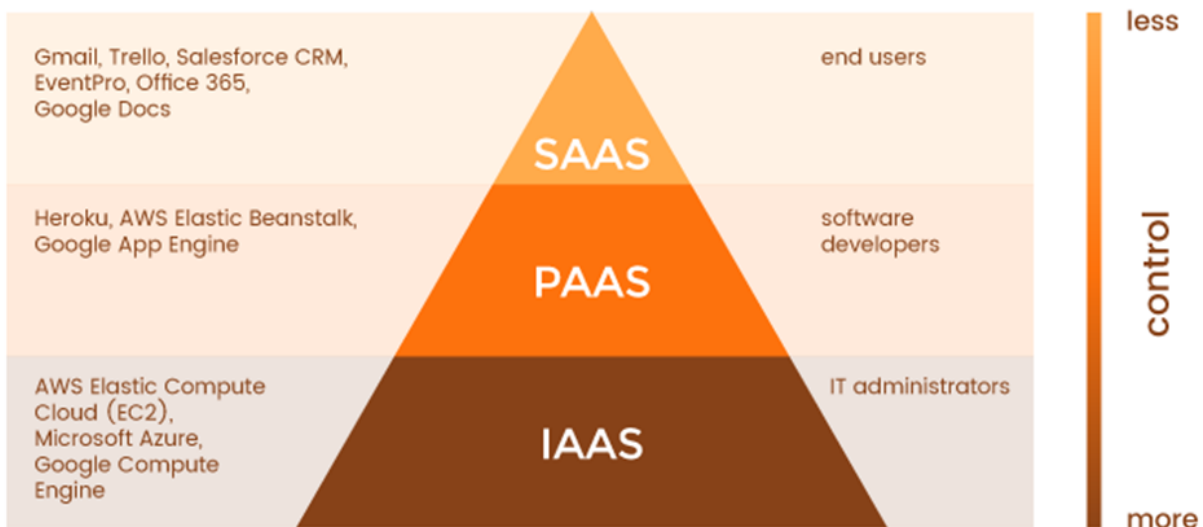 less
Gmail, Trello, Salesforce CRM,
EventPro, Office 365,
Google Docs
SAAS
end users
Heroku, AWS Elastic Beanstalk,
Google App Engine
PAAS
software
developers
control
AWS Elastic Compute
Cloud (EC2),
Microsoft Azure,
Google Compute
Engine
IAAS
IT administrators
more